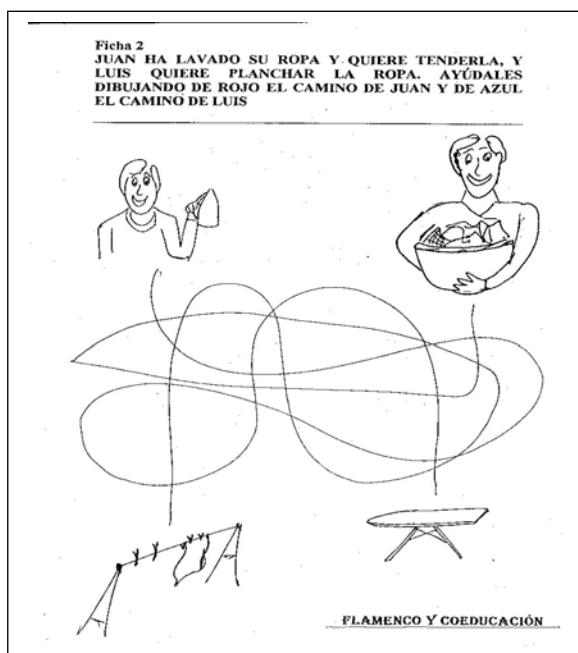 Ficha 2
JUAN HA LAVADO SU ROPA Y QUIERE TENDERLA, Y
LUIS QUIERE PLANCHAR LA ROPA. AYÚDALES
DIBUJANDO DE ROJO EL CAMINO DE JUAN Y DE AZUL
EL CAMINO DE LUIS
FLAMENCO Y COEDUCACIÓN